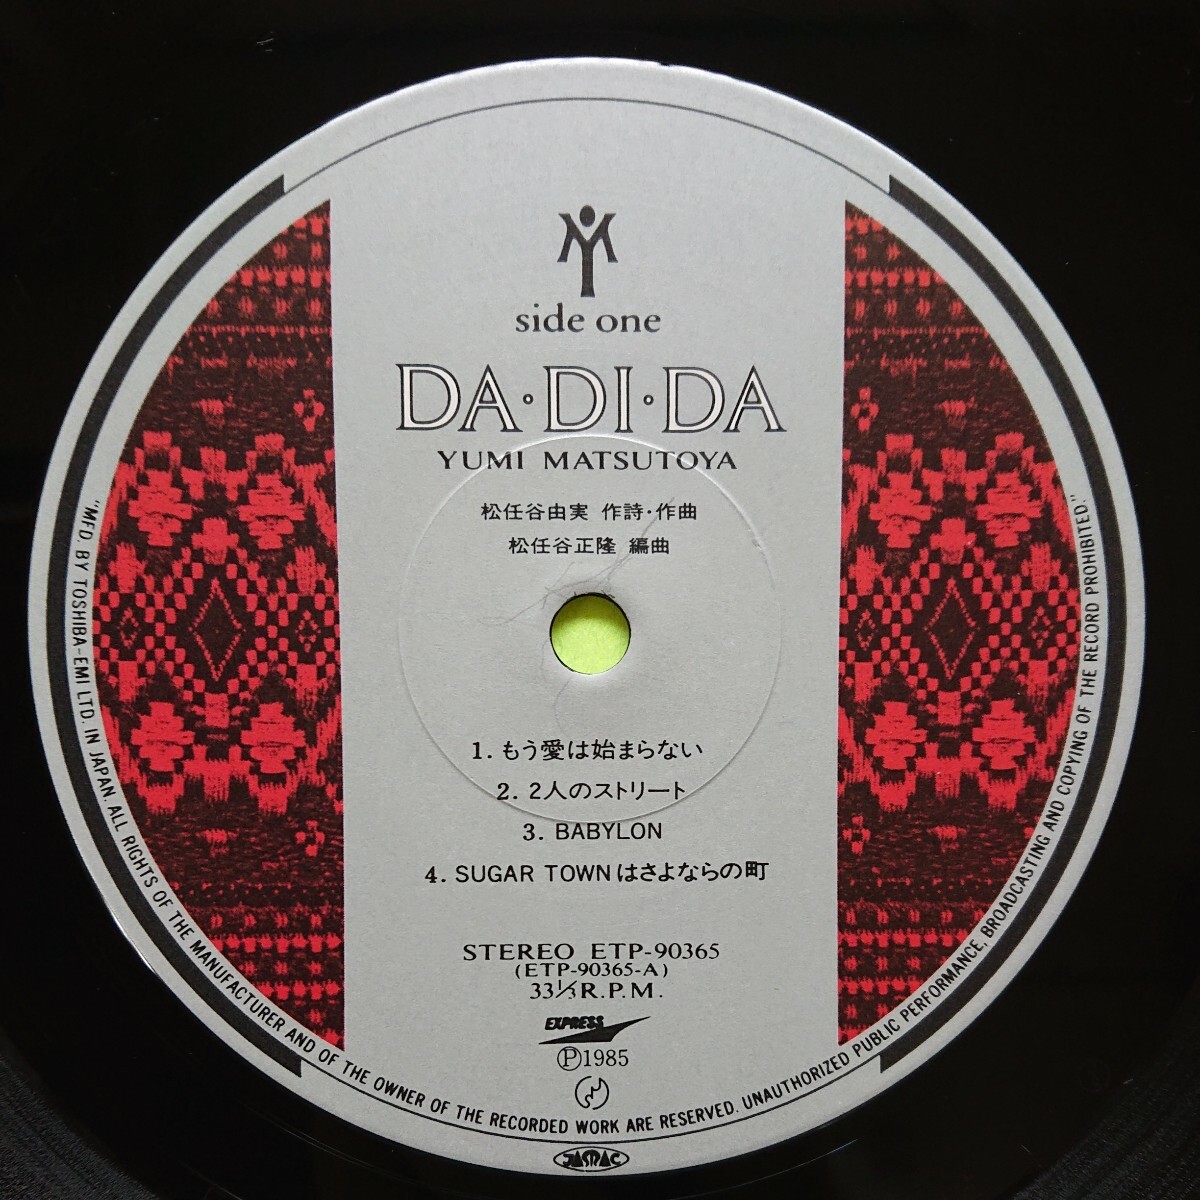 side one
DA・DI・DA
YUMI MATSUTOYA
松任谷由実 作詩・作曲
松任谷正隆 編曲
1. もう愛は始まらない
2. 2人のストリート
3. BABYLON
4. SUGAR TOWNはさよならの町
STEREO ETP-90365
(ETP-90365-A)
33⅓R.P.M.
EXPRESS
Ⓟ1985
"MFD. BY TOSHIBA-EMI LTD. IN JAPAN. ALL RIGHTS OF THE MANUFACTURER AND OF THE OWNER OF THE RECORDED WORK ARE RESERVED. UNAUTHORIZED PUBLIC PERFORMANCE, BROADCASTING AND COPYING OF THE RECORD PROHIBITED."
JASRAC